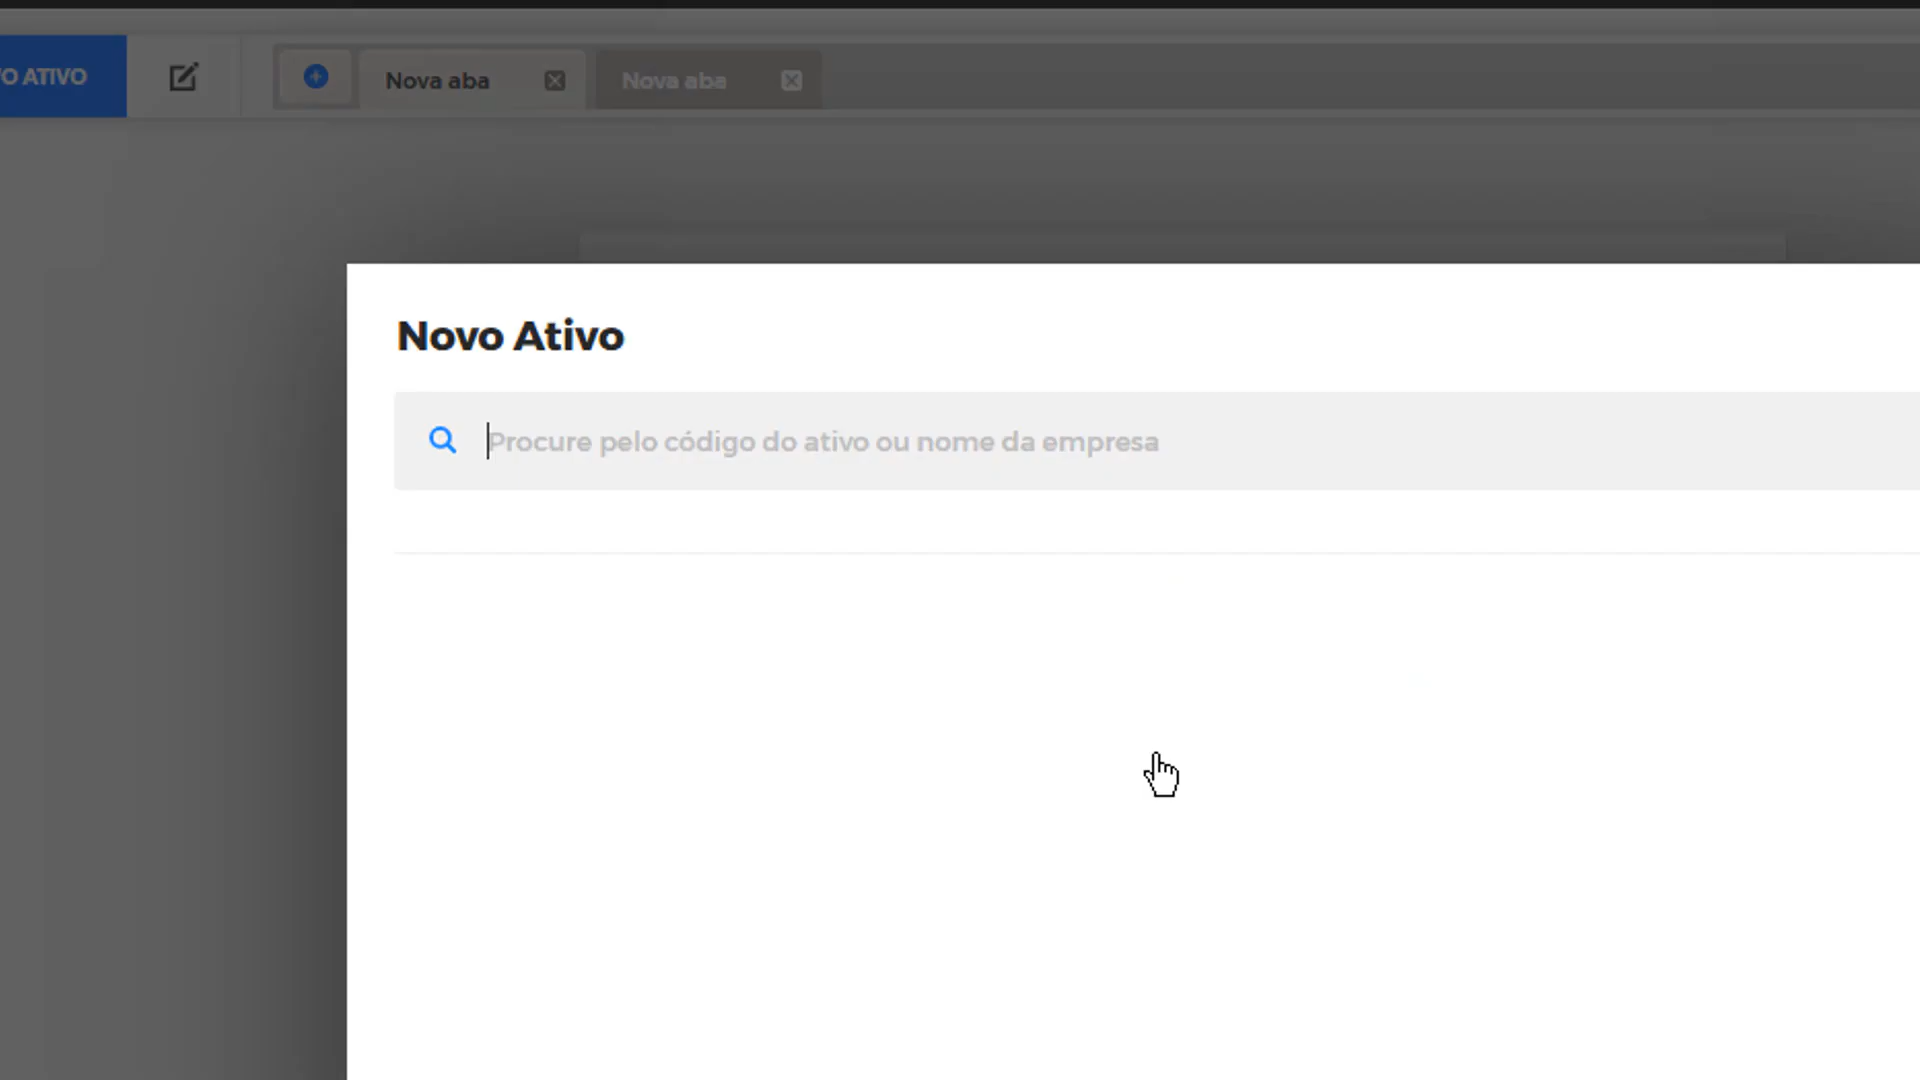 O ATIVO
Nova aba
Nova aba
Novo Ativo
Procure pelo código do ativo ou nome da empresa